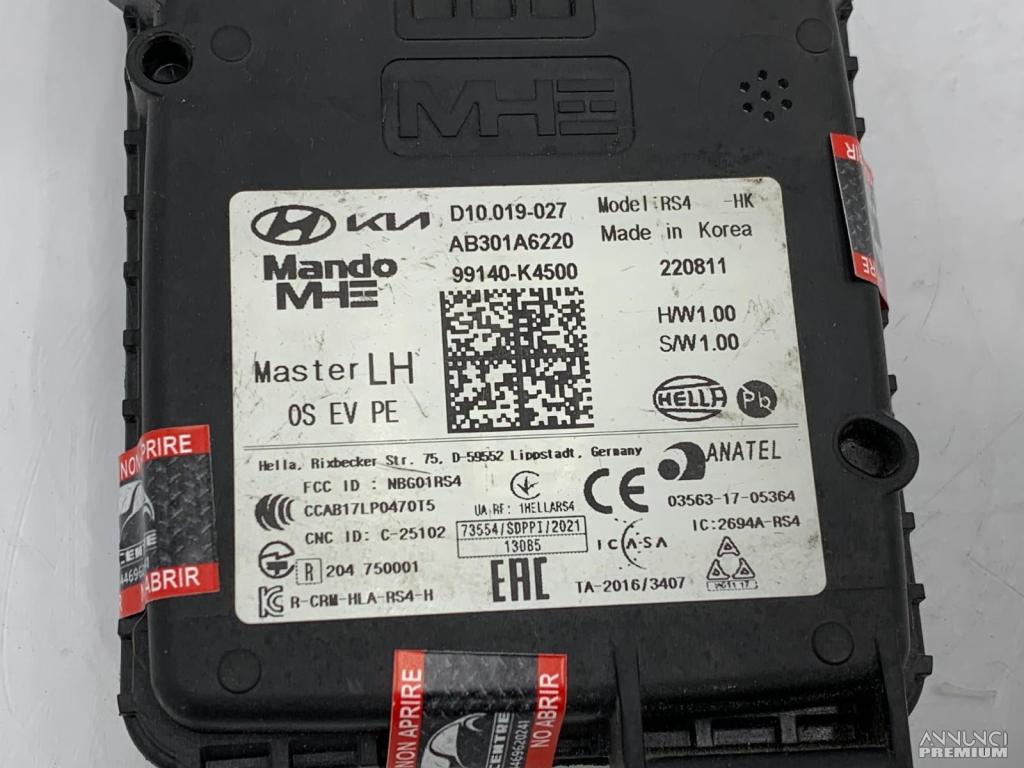 MHE
KIA
D10.019-027
Model:RS4 -HK
AB301A6220
Made in Korea
Mando
MHE
99140-K4500
220811
H/W1.00
S/W1.00
Master LH
OS EV PE
HELLA
Pb
Hella, Rixbecker Str. 75, D-59552 Lippstadt, Germany
ANATEL
FCC ID : NBG01RS4
CCAB17LP0470T5
UA RF: 1HELLARS4
CE
03563-17-05364
CNC ID: C-25102
73554/SDPPI/2021
13085
ICASA
IC:2694A-RS4
R 204 750001
EAC
TA-2016/3407
R-CRM-HLA-RS4-H
NON APRIRE
CENTRE
NON ABRIR
NON APRIRE
CENTRE
4469620241
NO ABRIR
ANNUNCI
PREMIUM